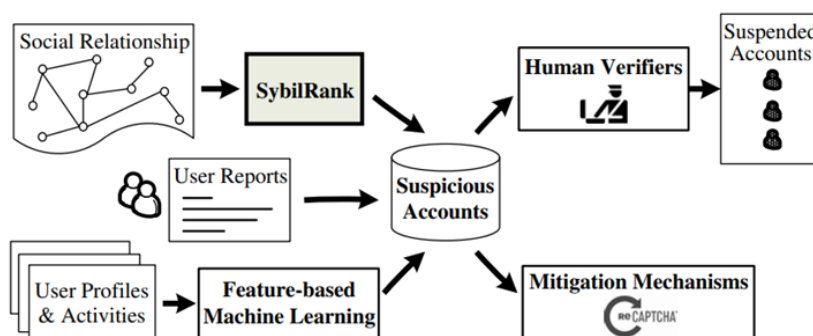 Social Relationship
SybilRank
Human Verifiers
Suspended
Accounts
User Reports
Suspicious
Accounts
User Profiles
& Activities
Feature-based
Machine Learning
Mitigation Mechanisms
reCAPTCHA™